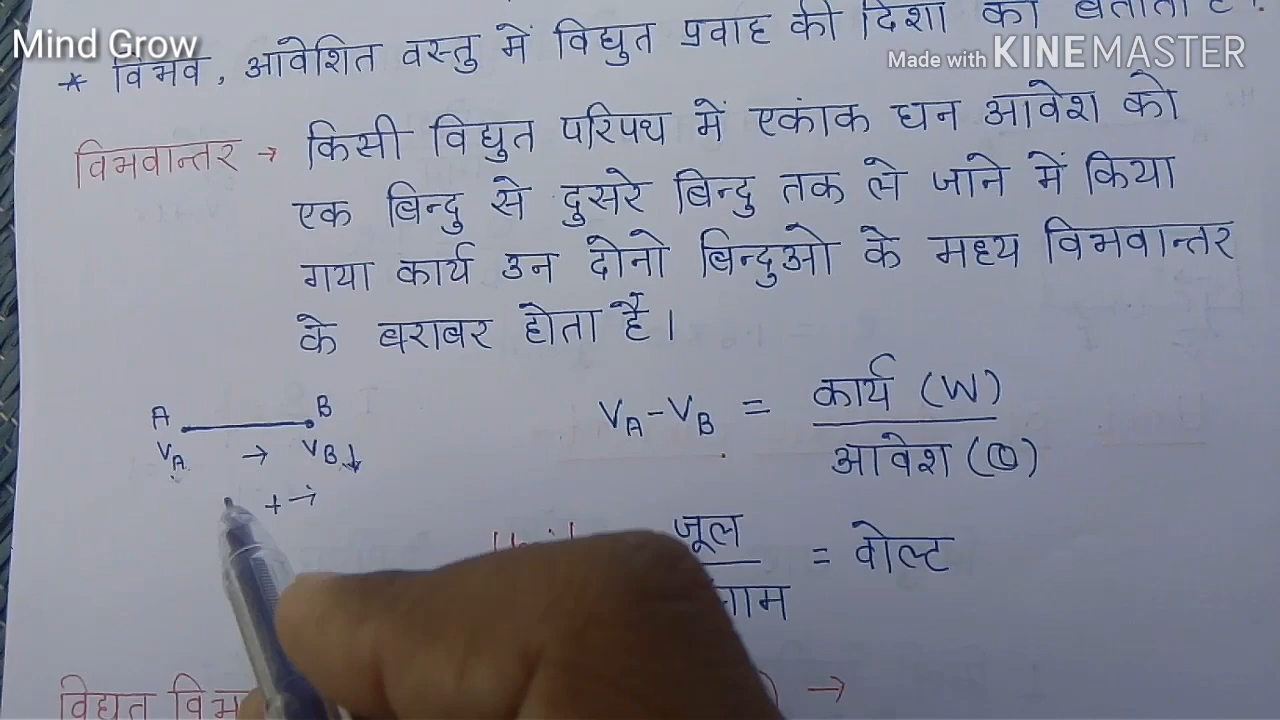 Mind Grow
Made with KINEMASTER
* विभव, आवेशित वस्तु में विद्युत प्रवाह की दिशा को बताता है।
विभवान्तर → किसी विद्युत परिपथ में एकांक धन आवेश को
एक बिन्दु से दुसरे बिन्दु तक ले जाने में किया
गया कार्य उन दोनो बिन्दुओ के मध्य विभवान्तर
के बराबर होता है।
A B
VA → VB↓
+ →
VA - VB = कार्य (W)
आवेश (Q)
जूल = वोल्ट
विद्युत →